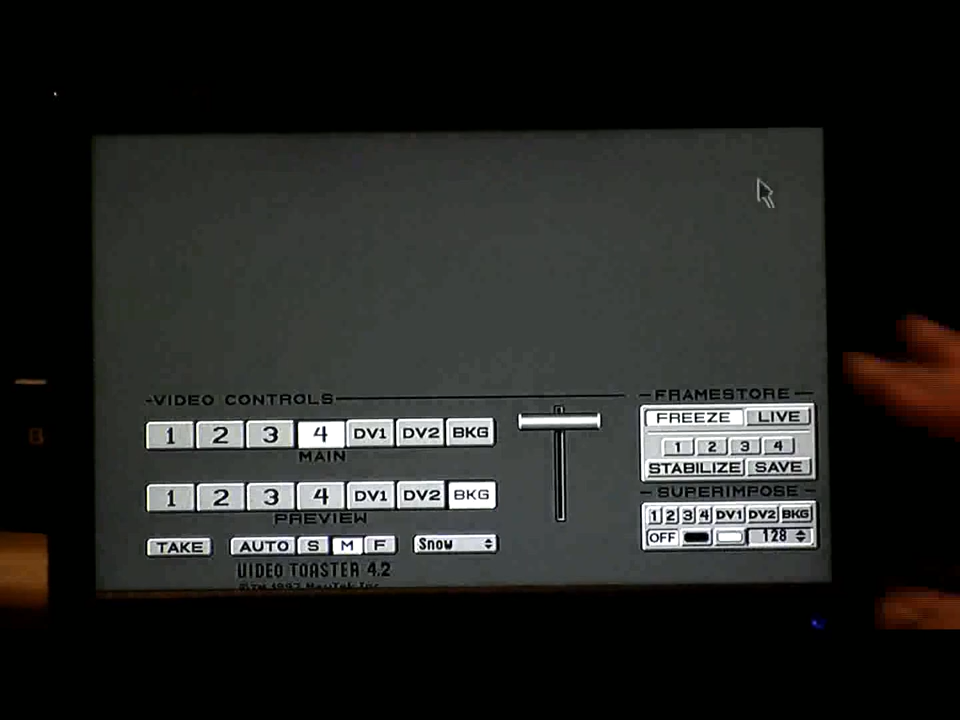 VIDEO CONTROLS
1 2 3 4 DV1 DV2 BKG
MAIN
1 2 3 4 DV1 DV2 BKG
PREVIEW
TAKE AUTO S M F Snow
VIDEO TOASTER 4.2
FRAMESTORE
FREEZE LIVE
1 2 3 4
STABILIZE SAVE
SUPERIMPOSE
1 2 3 4 DV1 DV2 BKG
OFF 128